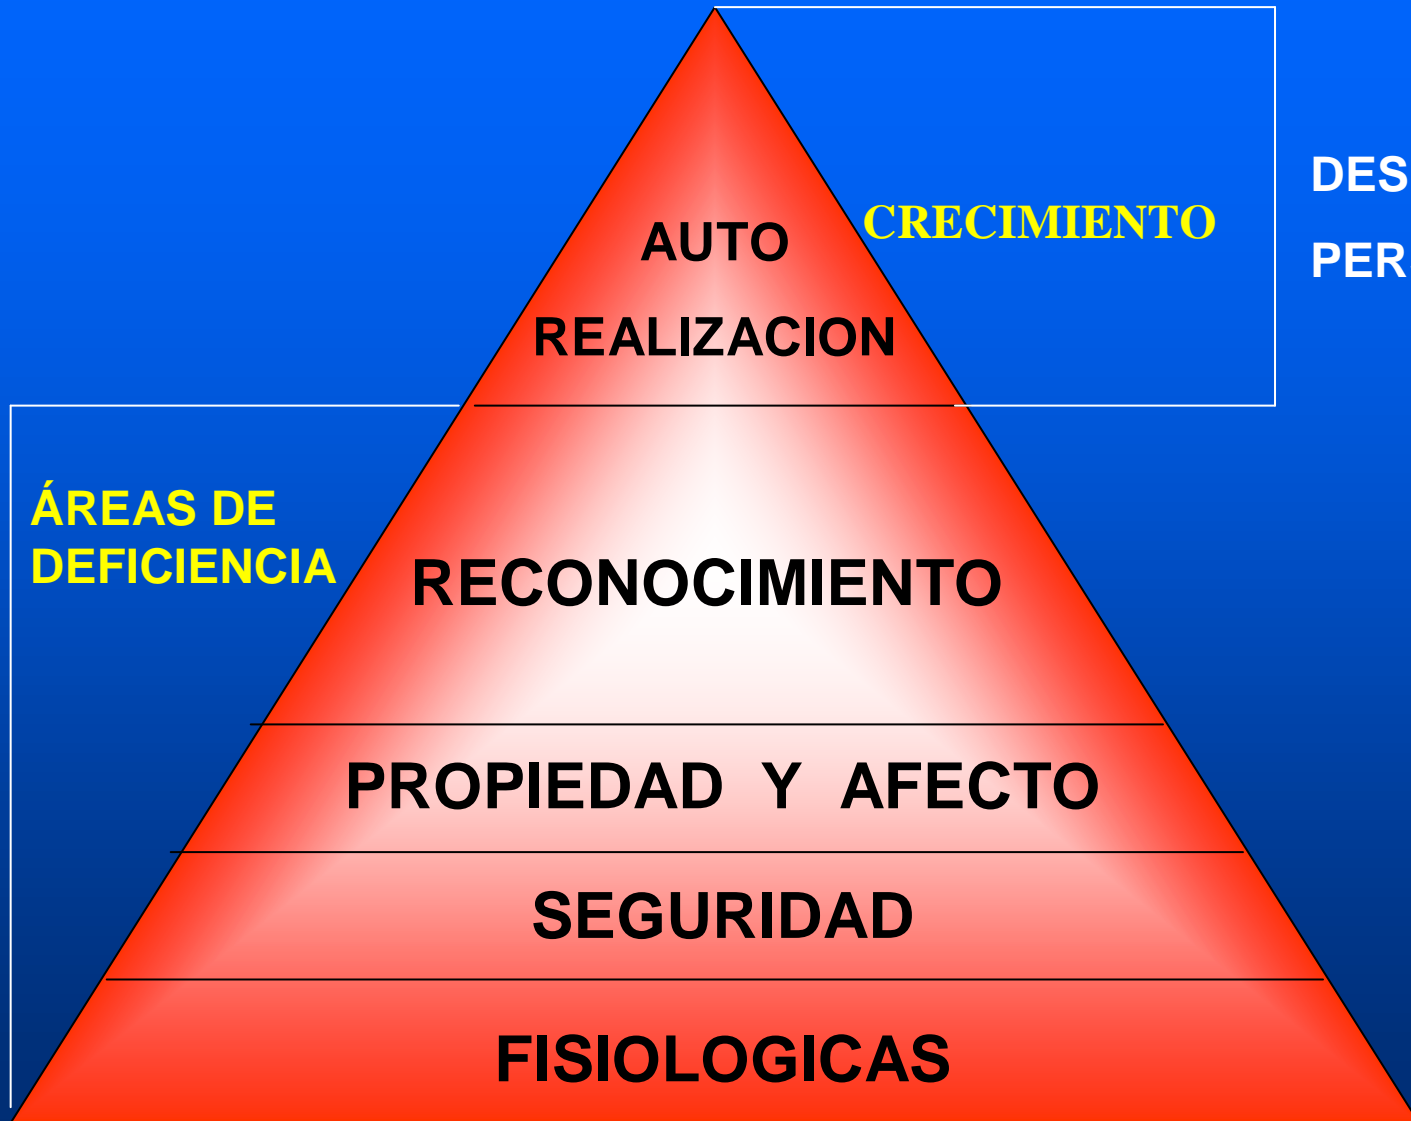 AUTO
REALIZACION
CRECIMIENTO
DES
PER
ÁREAS DE
DEFICIENCIA
RECONOCIMIENTO
PROPIEDAD Y AFECTO
SEGURIDAD
FISIOLOGICAS